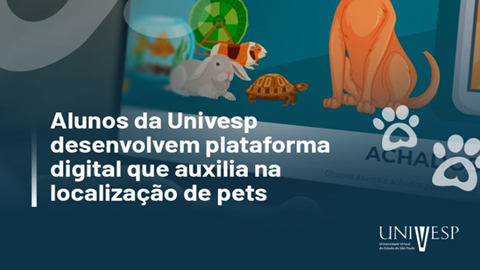 Alunos da Univesp
desenvolvem plataforma
digital que auxilia na
localização de pets
UNIVESP
Universidade Virtual
do Estado de São Paulo